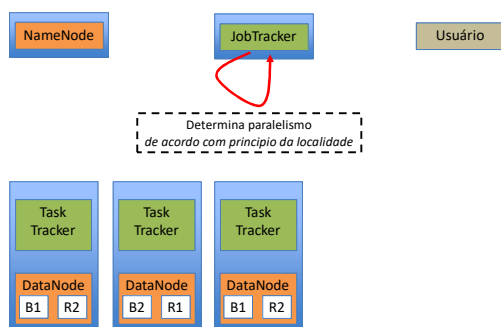 NameNode
JobTracker
Usuário
Determina paralelismo
de acordo com principio da localidade
Task
Tracker
DataNode
B1 R2
Task
Tracker
DataNode
B2 R1
Task
Tracker
DataNode
B1 R2